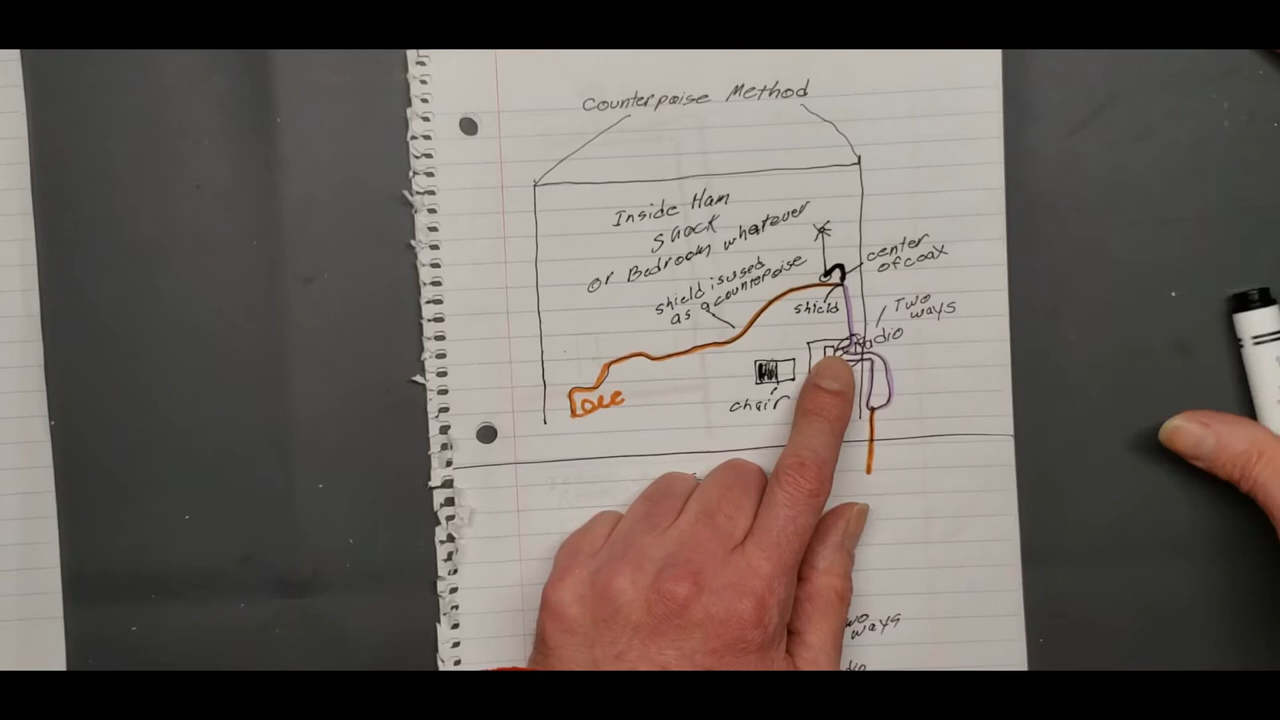 Counterpoise Method
Inside Ham
shack
or Bedroom whatever
shield is used
as a counterpoise
center
of coax
shield
Two
ways
chair
ways